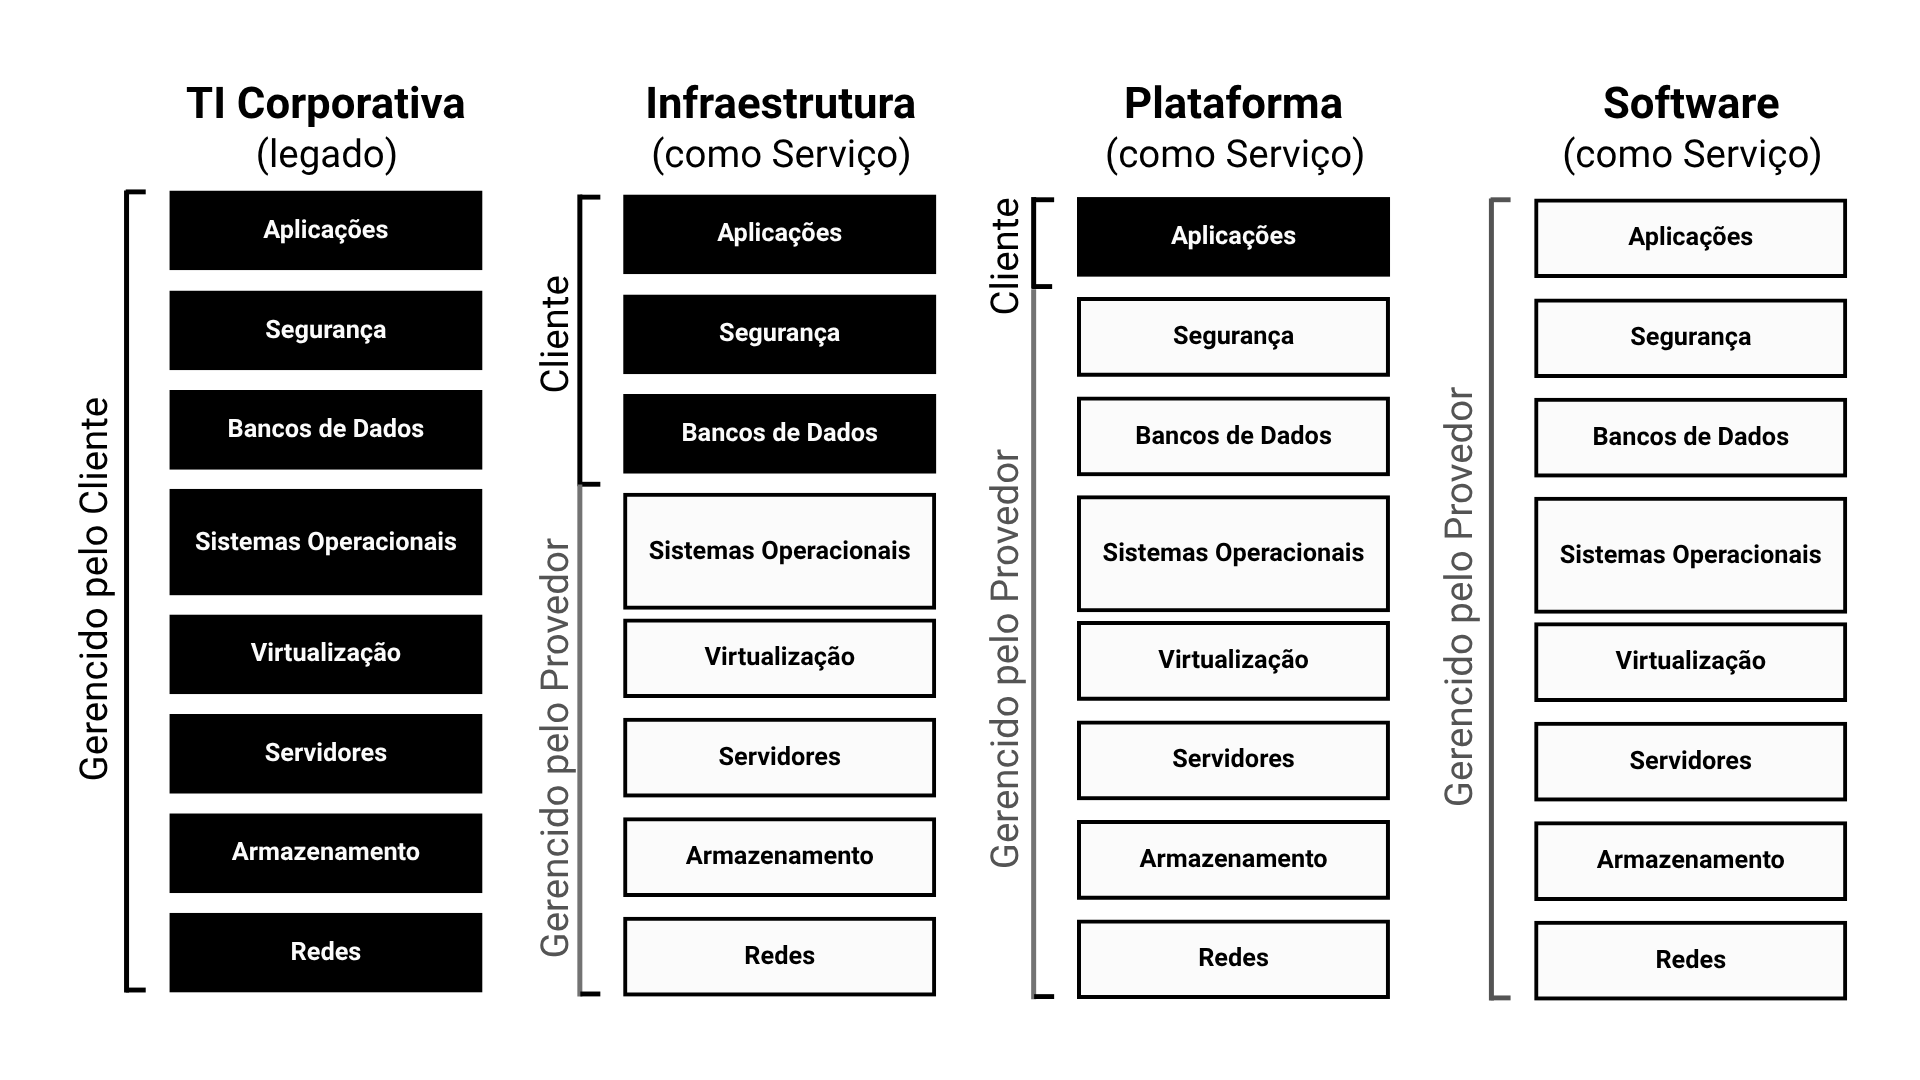 TI Corporativa
(legado)
Gerencido pelo Cliente
Aplicações
Segurança
Bancos de Dados
Sistemas Operacionais
Virtualização
Servidores
Armazenamento
Redes
Infraestrutura
(como Serviço)
Cliente
Gerencido pelo Provedor
Aplicações
Segurança
Bancos de Dados
Sistemas Operacionais
Virtualização
Servidores
Armazenamento
Redes
Plataforma
(como Serviço)
Cliente
Gerencido pelo Provedor
Aplicações
Segurança
Bancos de Dados
Sistemas Operacionais
Virtualização
Servidores
Armazenamento
Redes
Software
(como Serviço)
Gerencido pelo Provedor
Aplicações
Segurança
Bancos de Dados
Sistemas Operacionais
Virtualização
Servidores
Armazenamento
Redes